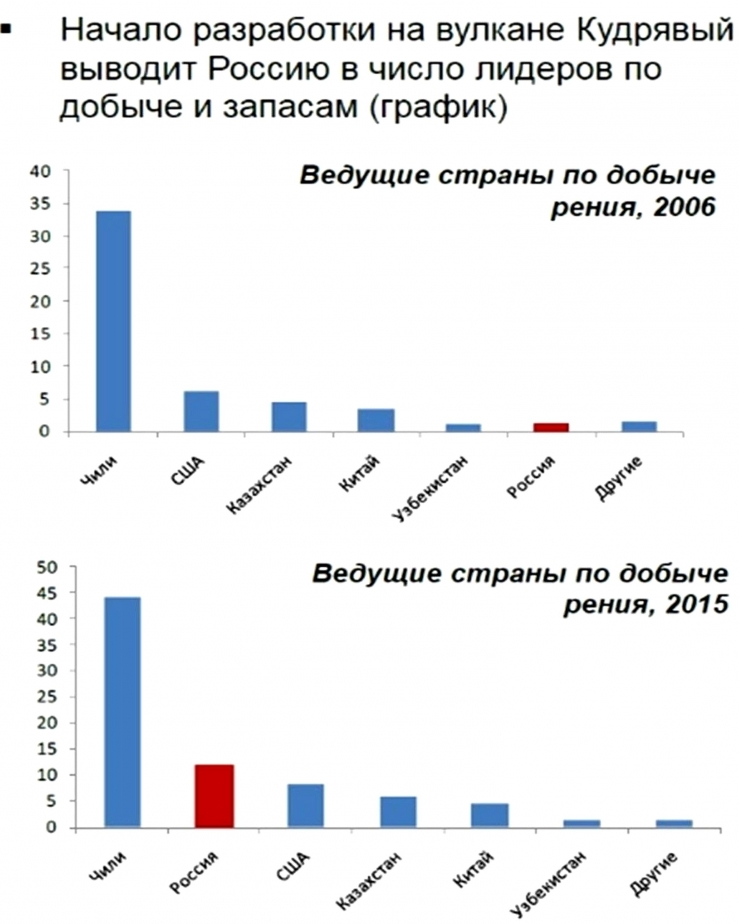 ▪ Начало разработки на вулкане Кудрявый
выводит Россию в число лидеров по
добыче и запасам (график)
Ведущие страны по добыче
рения, 2006
40
35
30
25
20
15
10
5
0
Чили
США
Казахстан
Китай
Узбекистан
Россия
Другие
Ведущие страны по добыче
рения, 2015
50
45
40
35
30
25
20
15
10
5
0
Чили
Россия
США
Казахстан
Китай
Узбекистан
Другие